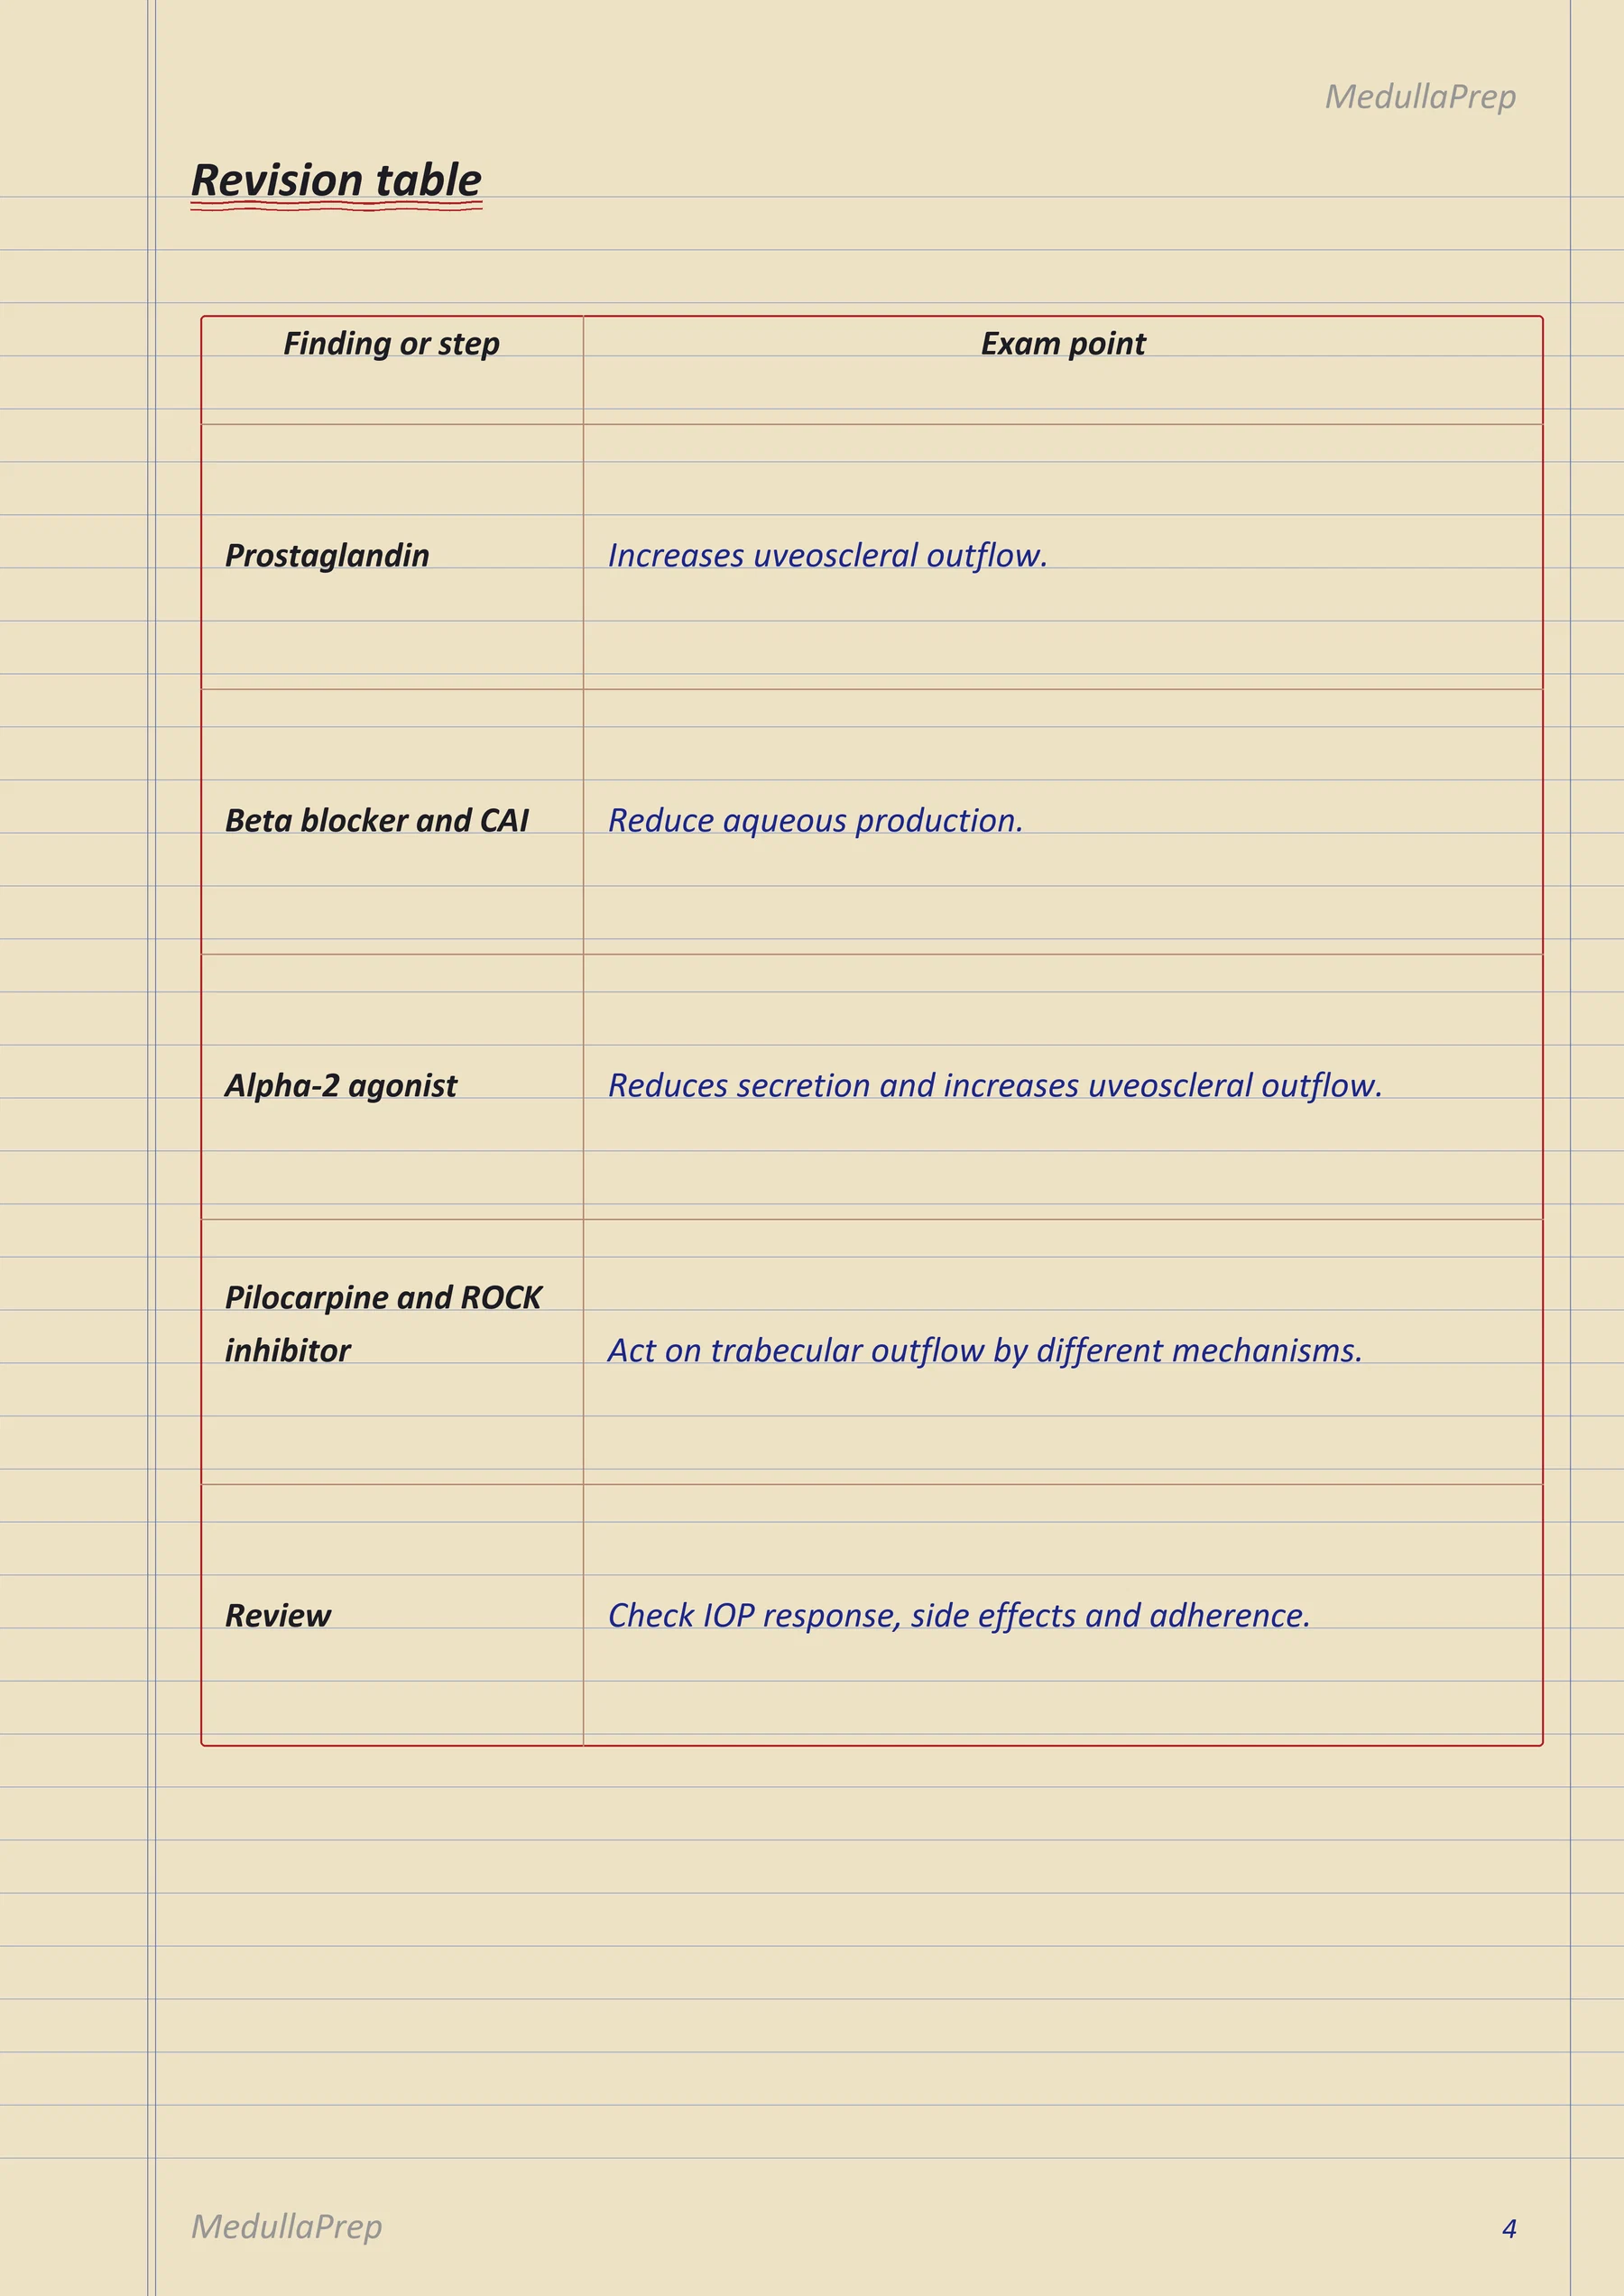 MedullaPrep
Revision table
Finding or step
Exam point
Prostaglandin
Increases uveoscleral outflow.
Beta blocker and CAI
Reduce aqueous production.
Alpha-2 agonist
Reduces secretion and increases uveoscleral outflow.
Pilocarpine and ROCK
inhibitor
Act on trabecular outflow by different mechanisms.
Review
Check IOP response, side effects and adherence.
MedullaPrep
4